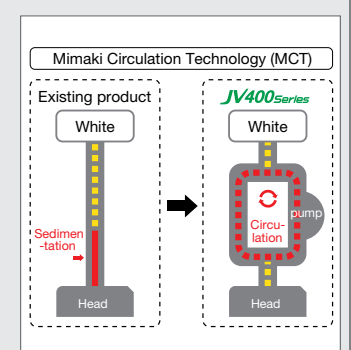 Mimaki Circulation Technology (MCT)
Existing product
White
Sedimen
-tation
Head
JV400Series
White
Circu-
lation
pump
Head